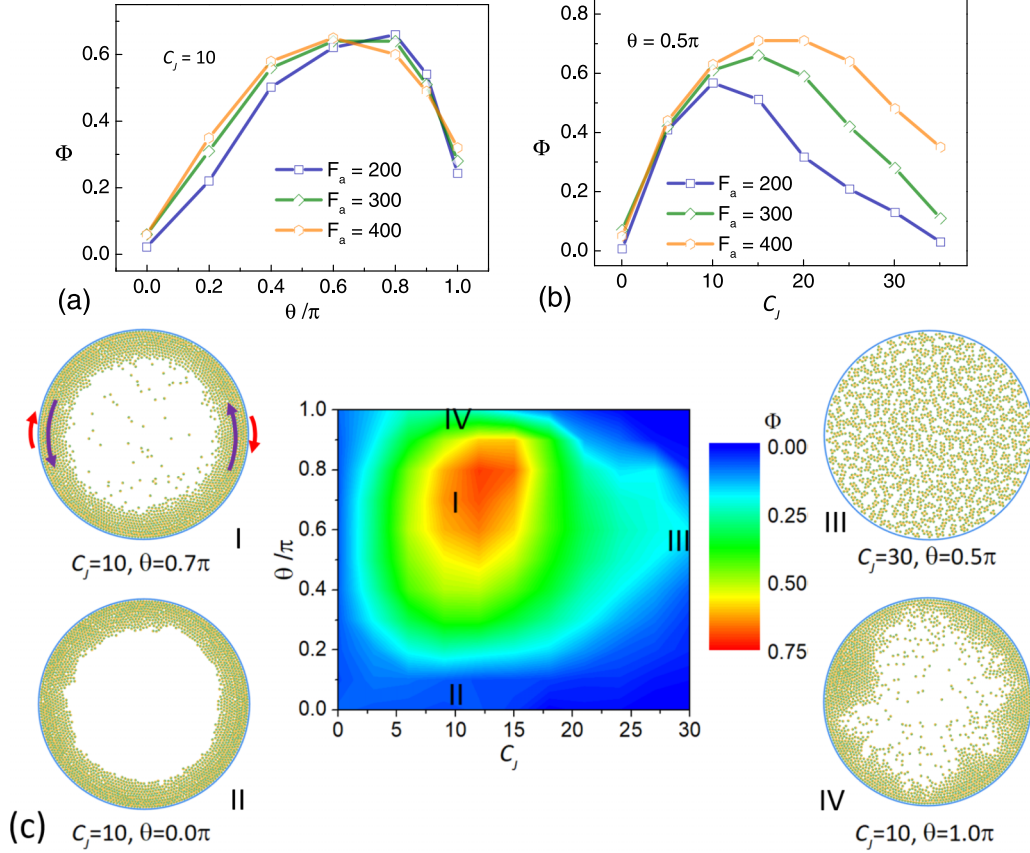 0.6
0.4
0.2
0.0
Φ
C_J = 10
F_a = 200
F_a = 300
F_a = 400
0.0 0.2 0.4 0.6 0.8 1.0
θ /π
(a)
0.8
0.6
0.4
0.2
0.0
Φ
θ = 0.5π
F_a = 200
F_a = 300
F_a = 400
0 10 20 30
C_J
(b)
I
C_J=10, θ=0.7π
II
C_J=10, θ=0.0π
(c)
1.0
0.8
0.6
0.4
0.2
0.0
θ /π
IV
I
III
II
0 5 10 15 20 25 30
C_J
Φ
0.00
0.25
0.50
0.75
III
C_J=30, θ=0.5π
IV
C_J=10, θ=1.0π